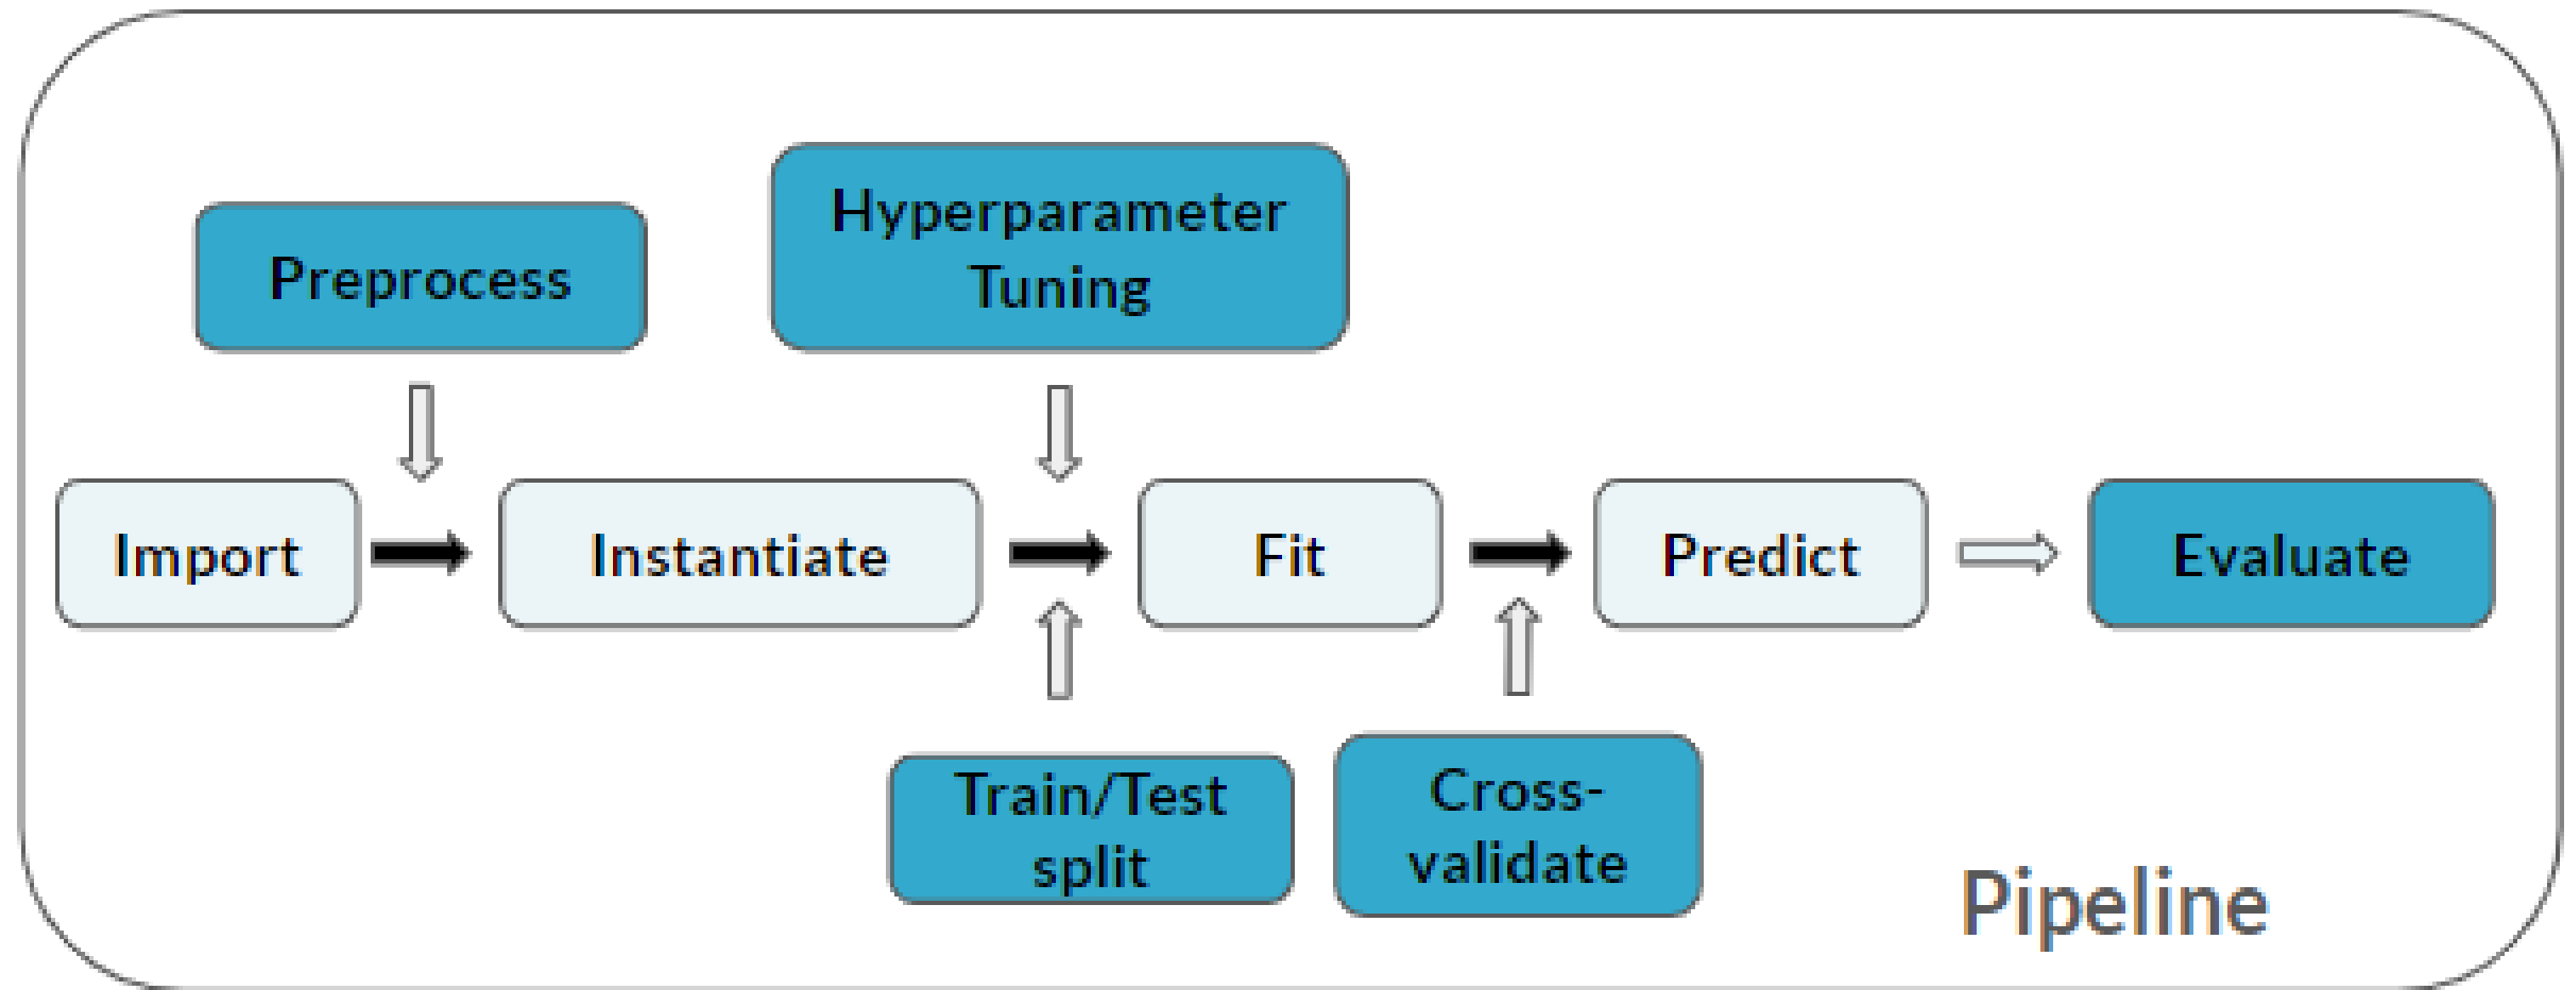 Preprocess
Hyperparameter
Tuning
Import
Instantiate
Fit
Predict
Evaluate
Train/Test
split
Cross-
validate
Pipeline